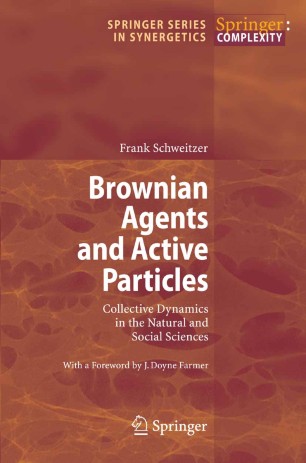 SPRINGER SERIES
IN SYNERGETICS
Springer:
COMPLEXITY
Frank Schweitzer
Brownian
Agents
and Active
Particles
Collective Dynamics
in the Natural and
Social Sciences
With a Foreword by J. Doyne Farmer
Springer